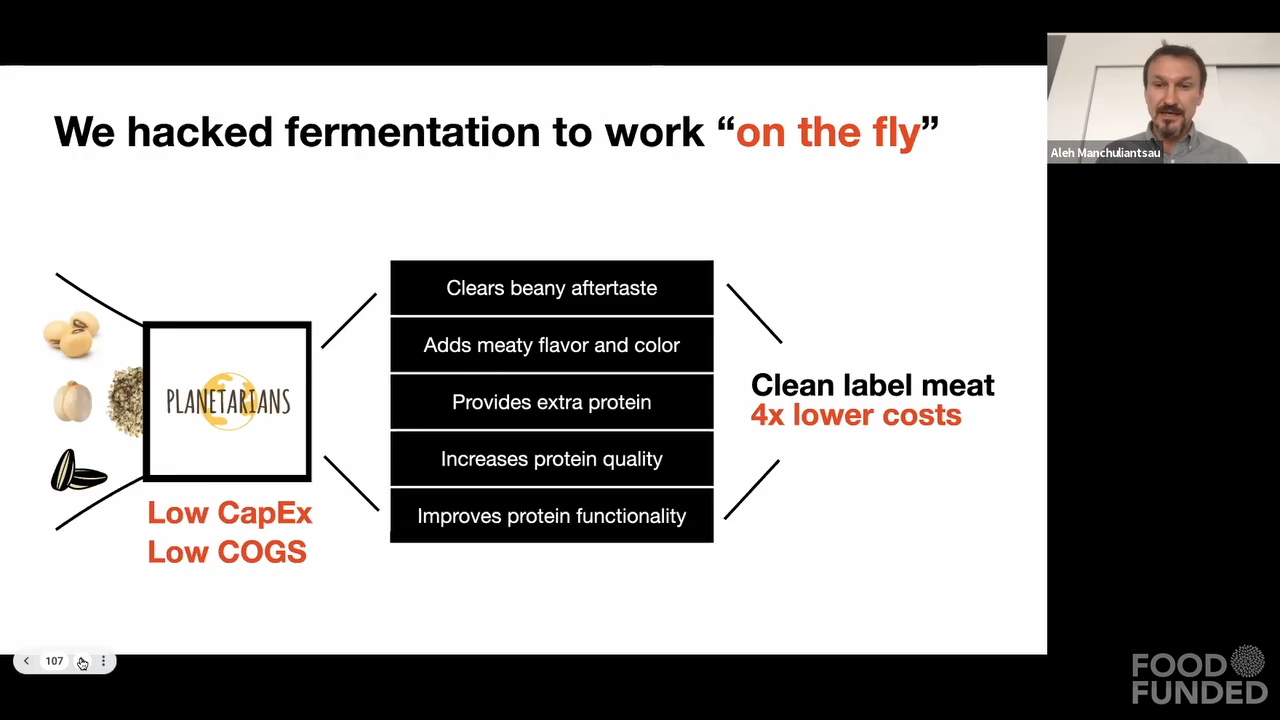 We hacked fermentation to work “on the fly”
Aleh Manchuliantsau
PLANETARIANS
Low CapEx
Low COGS
Clears beany aftertaste
Adds meaty flavor and color
Provides extra protein
Increases protein quality
Improves protein functionality
Clean label meat
4x lower costs
107
FOOD
FUNDED